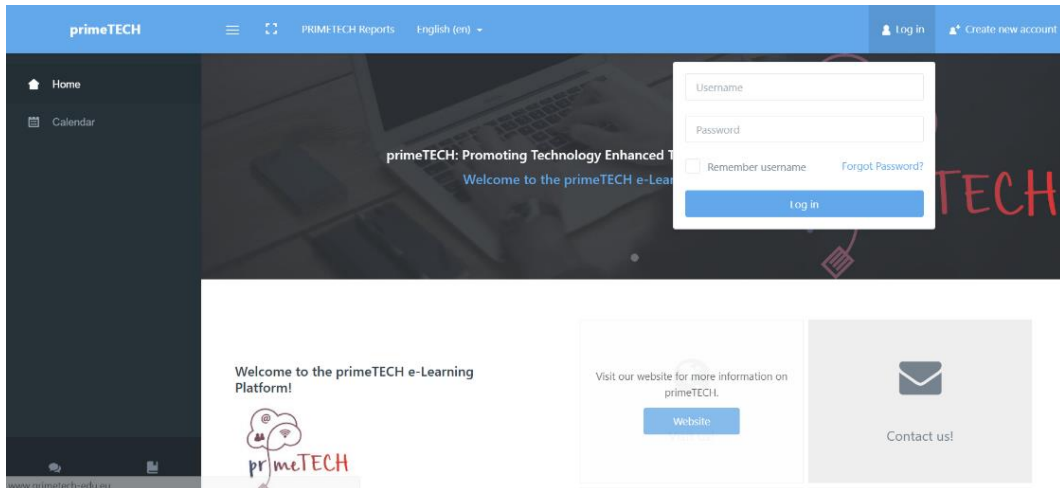 primeTECH
PRIMETECH Reports
English (en)
Log in
Create new account
Home
Calendar
Username
Password
Remember username
Forgot Password?
Log in
primeTECH: Promoting Technology Enhanced T
Welcome to the primeTECH e-Lear
TECH
Welcome to the primeTECH e-Learning
Platform!
@
primeTECH
Visit our website for more information on
primeTECH.
Website
Contact us!
www.primetech-edu.eu